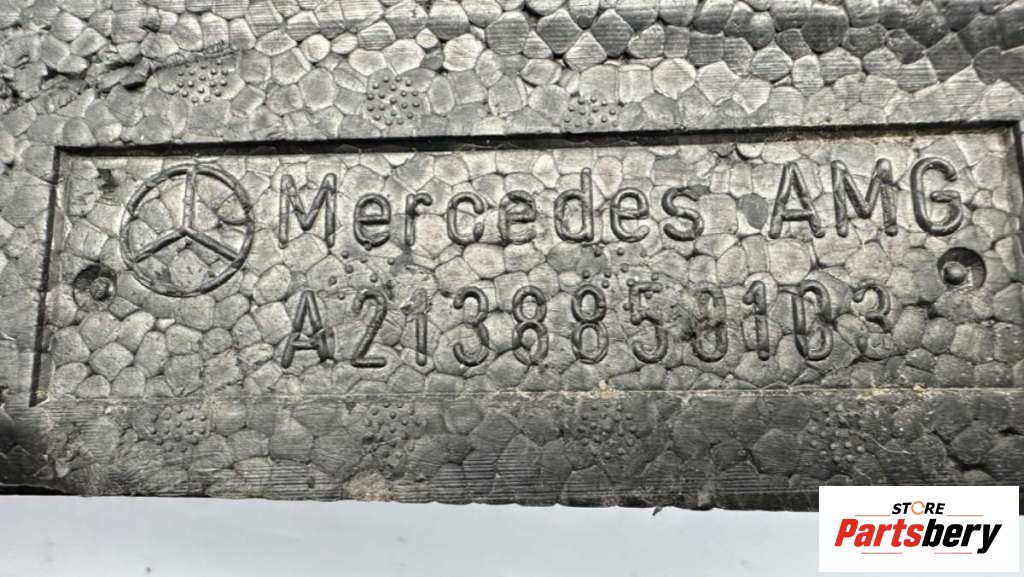 Mercedes AMG
A2138850103
STORE
Partsbery